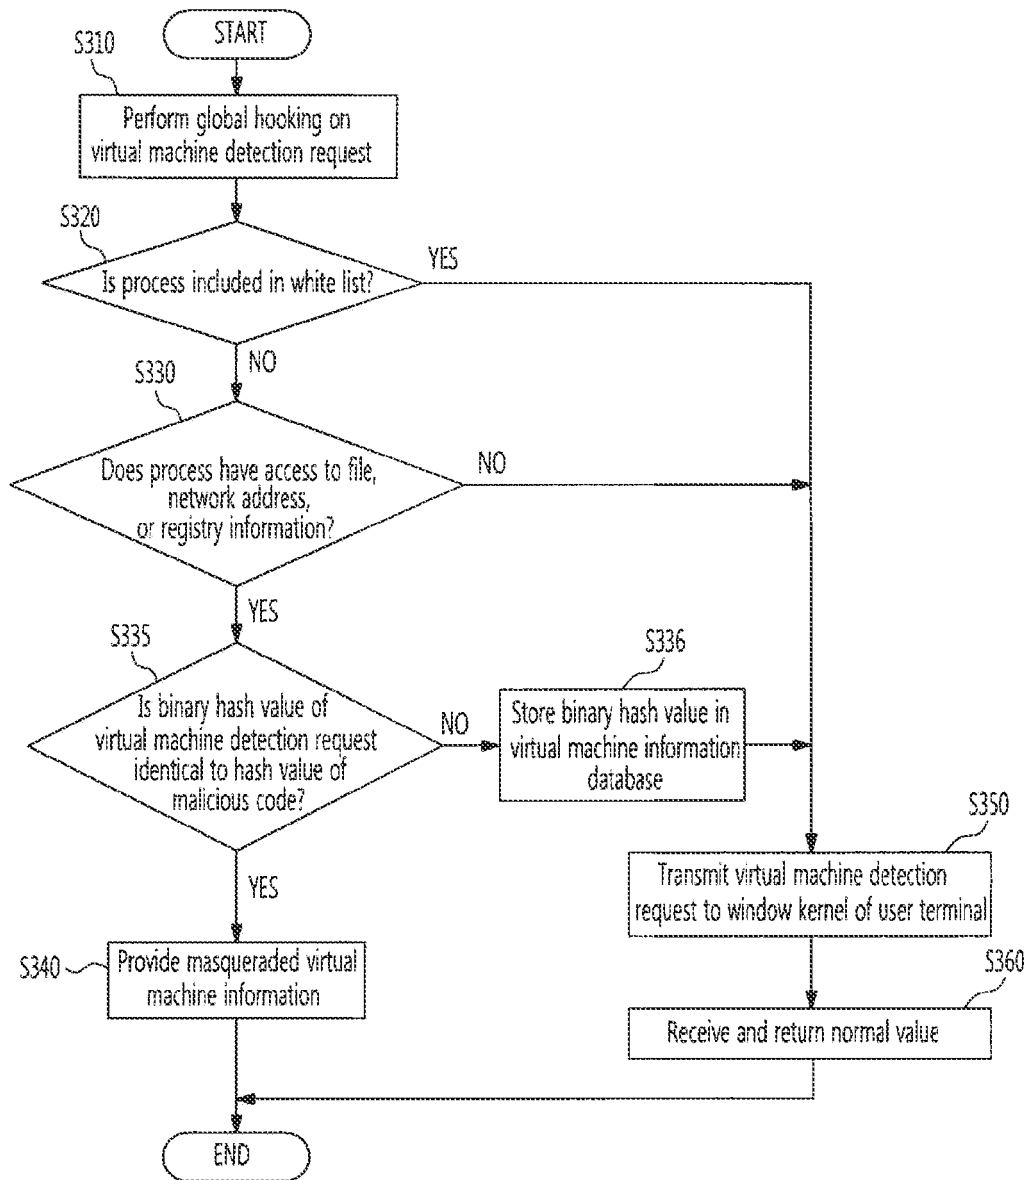 START
S310
Perform global hooking on
virtual machine detection request
S320
Is process included in white list?
YES
NO
S330
Does process have access to file,
network address,
or registry information?
NO
YES
S335
Is binary hash value of
virtual machine detection request
identical to hash value of
malicious code?
NO
S336
Store binary hash value in
virtual machine information
database
YES
S350
Transmit virtual machine detection
request to window kernel of user terminal
S340
Provide masqueraded virtual
machine information
S360
Receive and return normal value
END